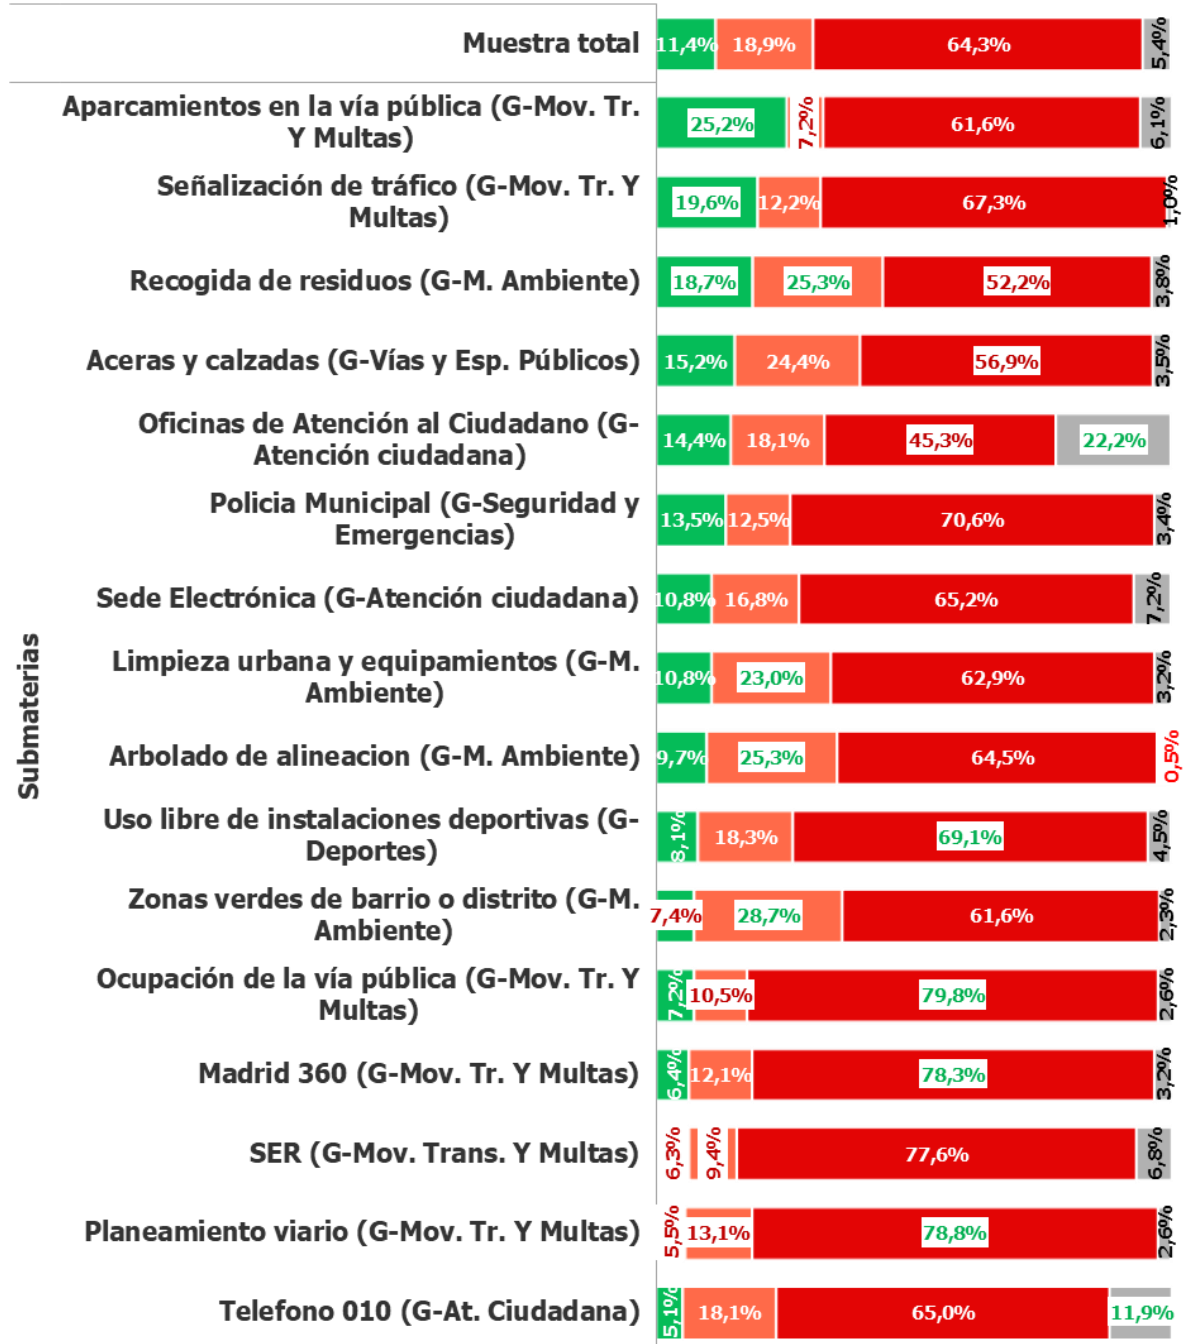 Muestra total
11,4% 18,9% 64,3% 5,4%
Aparcamientos en la vía pública (G-Mov. Tr.
Y Multas)
25,2% 7,2% 61,6% 6,1%
Señalización de tráfico (G-Mov. Tr. Y
Multas)
19,6% 12,2% 67,3% 1,0%
Recogida de residuos (G-M. Ambiente)
18,7% 25,3% 52,2% 3,8%
Aceras y calzadas (G-Vías y Esp. Públicos)
15,2% 24,4% 56,9% 3,5%
Oficinas de Atención al Ciudadano (G-
Atención ciudadana)
14,4% 18,1% 45,3% 22,2%
Policia Municipal (G-Seguridad y
Emergencias)
13,5% 12,5% 70,6% 3,4%
Sede Electrónica (G-Atención ciudadana)
10,8% 16,8% 65,2% 7,2%
Submaterias
Limpieza urbana y equipamientos (G-M.
Ambiente)
10,8% 23,0% 62,9% 3,2%
Arbolado de alineacion (G-M. Ambiente)
9,7% 25,3% 64,5% 0,5%
Uso libre de instalaciones deportivas (G-
Deportes)
8,1% 18,3% 69,1% 4,5%
Zonas verdes de barrio o distrito (G-M.
Ambiente)
7,4% 28,7% 61,6% 2,3%
Ocupación de la vía pública (G-Mov. Tr. Y
Multas)
7,2% 10,5% 79,8% 2,6%
Madrid 360 (G-Mov. Tr. Y Multas)
6,4% 12,1% 78,3% 3,2%
SER (G-Mov. Trans. Y Multas)
6,3% 9,4% 77,6% 6,8%
Planeamiento viario (G-Mov. Tr. Y Multas)
5,5% 13,1% 78,8% 2,6%
Telefono 010 (G-At. Ciudadana)
5,1% 18,1% 65,0% 11,9%